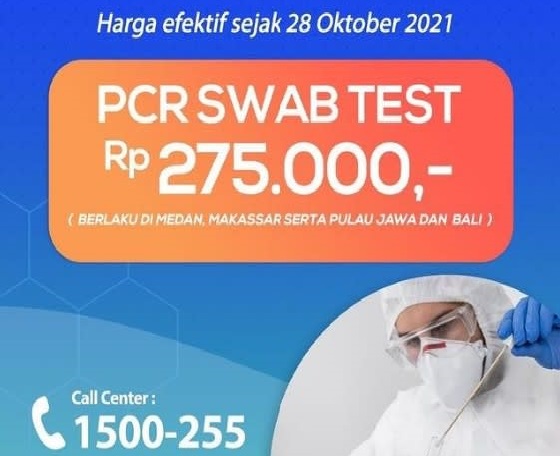 Harga efektif sejak 28 Oktober 2021
PCR SWAB TEST
Rp 275.000,-
( BERLAKU DI MEDAN, MAKASSAR SERTA PULAU JAWA DAN BALI )
Call Center :
1500-255